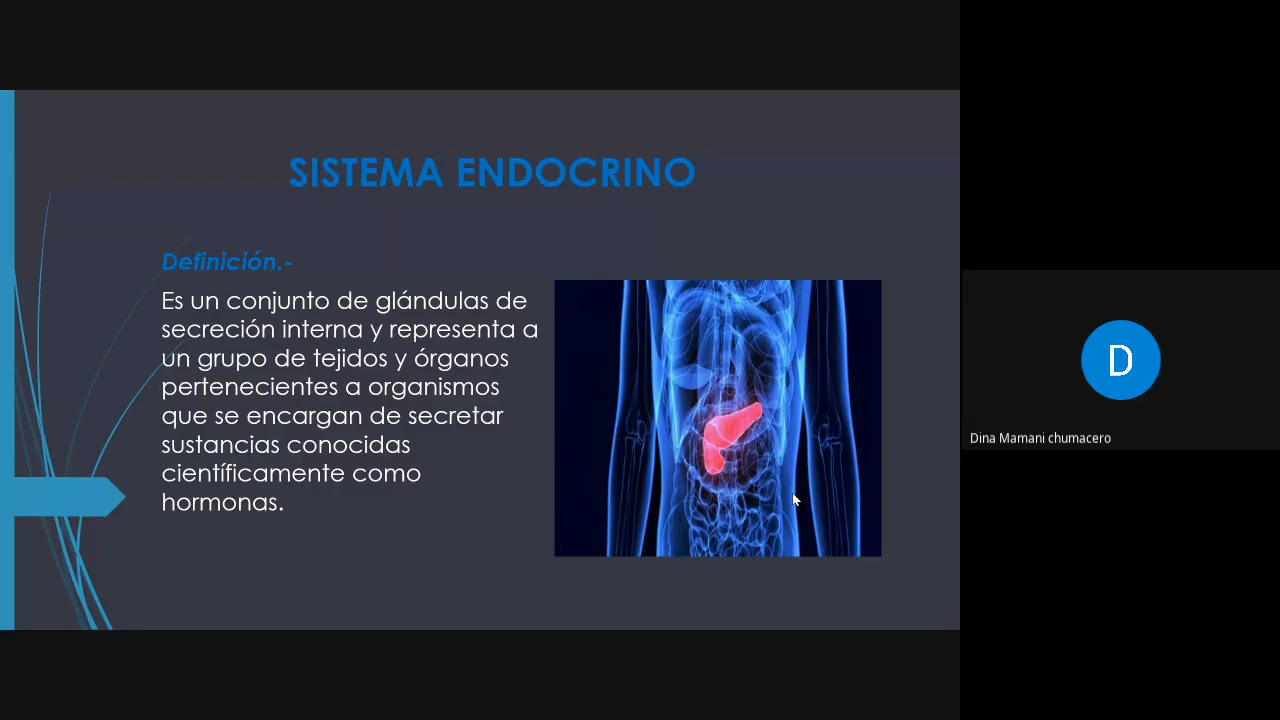 SISTEMA ENDOCRINO
Definición.-
Es un conjunto de glándulas de
secreción interna y representa a
un grupo de tejidos y órganos
pertenecientes a organismos
que se encargan de secretar
sustancias conocidas
científicamente como
hormonas.
D
Dina Mamani chumacero